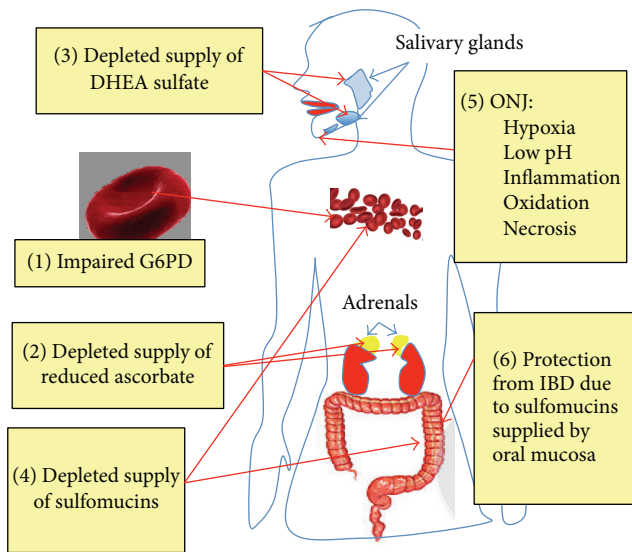 (3) Depleted supply of
DHEA sulfate
Salivary glands
(5) ONJ:
Hypoxia
Low pH
Inflammation
Oxidation
Necrosis
(1) Impaired G6PD
Adrenals
(2) Depleted supply of
reduced ascorbate
(6) Protection
from IBD due
to sulfomucins
supplied by
oral mucosa
(4) Depleted supply
of sulfomucins